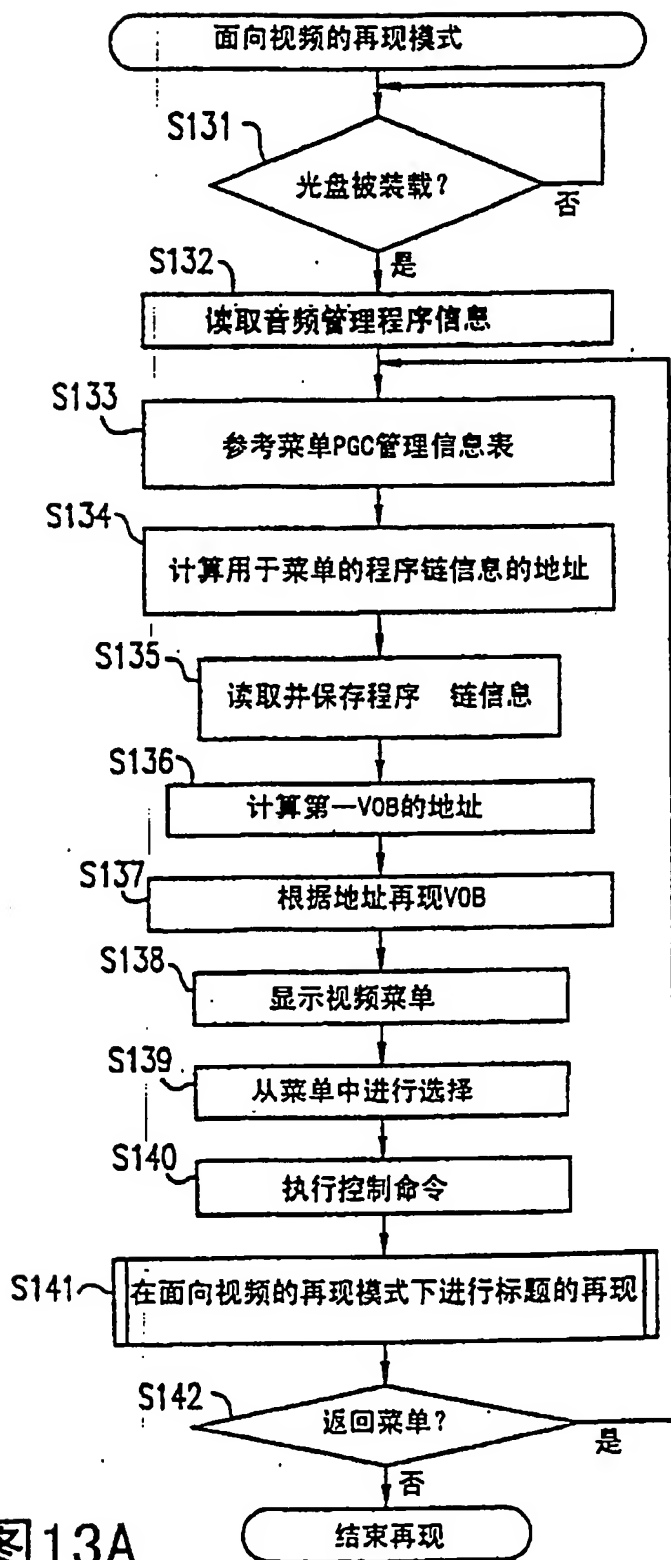 面向视频的再现模式
S131
光盘被装载?
否
是
S132
读取音频管理程序信息
S133
参考菜单PGC管理信息表
S134
计算用于菜单的程序链信息的地址
S135
读取并保存程序 链信息
S136
计算第一VOB的地址
S137
根据地址再现VOB
S138
显示视频菜单
S139
从菜单中进行选择
S140
执行控制命令
S141
在面向视频的再现模式下进行标题的再现
S142
返回菜单?
是
否
结束再现
图13A